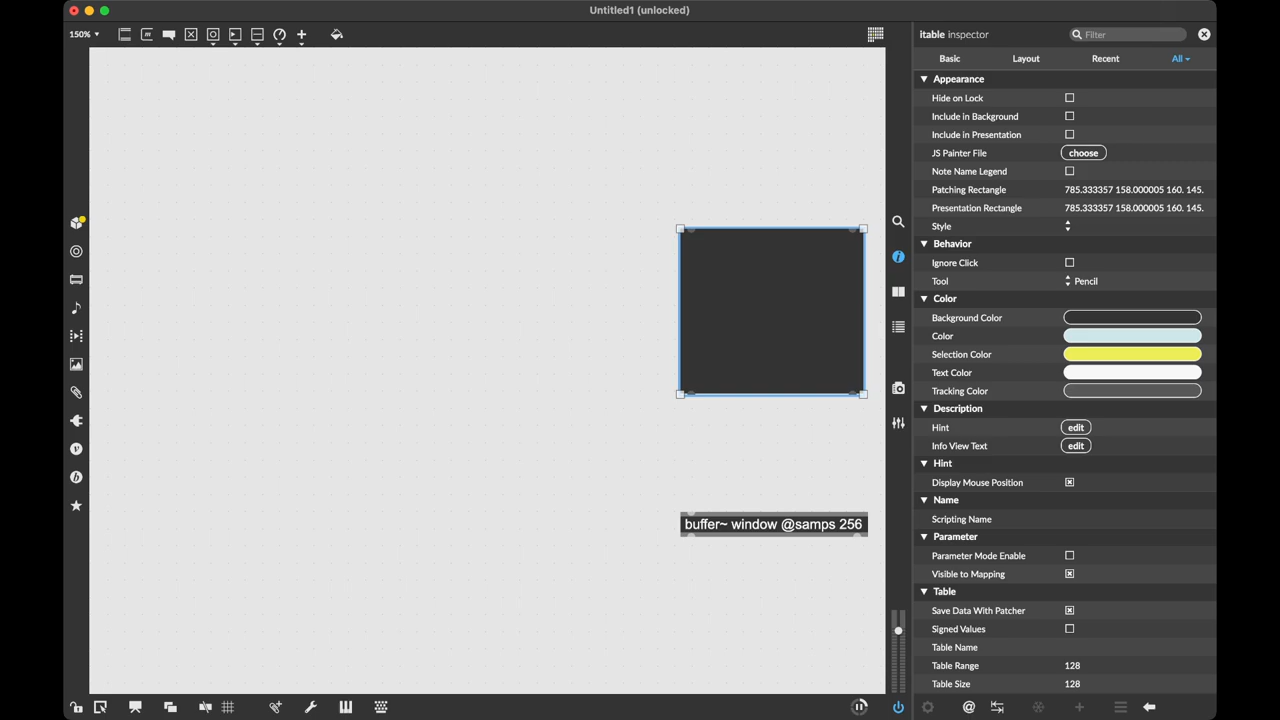 Untitled1 (unlocked)
150%
itable inspector
Filter
Basic
Layout
Recent
All
Appearance
Hide on Lock
Include in Background
Include in Presentation
JS Painter File
choose
Note Name Legend
Patching Rectangle
785.333357 158.000005 160. 145.
Presentation Rectangle
785.333357 158.000005 160. 145.
Style
Behavior
Ignore Click
Tool
Pencil
Color
Background Color
Color
Selection Color
Text Color
Tracking Color
Description
Hint
edit
Info View Text
edit
Hint
Display Mouse Position
Name
Scripting Name
buffer~ window @samps 256
Parameter
Parameter Mode Enable
Visible to Mapping
Table
Save Data With Patcher
Signed Values
Table Name
Table Range
128
Table Size
128